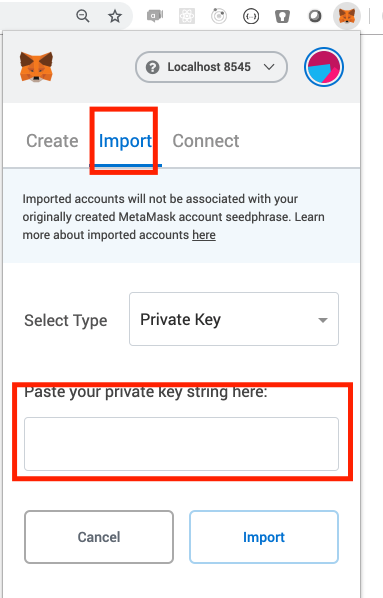 Localhost 8545
Create Import Connect
Imported accounts will not be associated with your
originally created MetaMask account seedphrase. Learn
more about imported accounts here
Select Type Private Key
Paste your private key string here:
Cancel Import